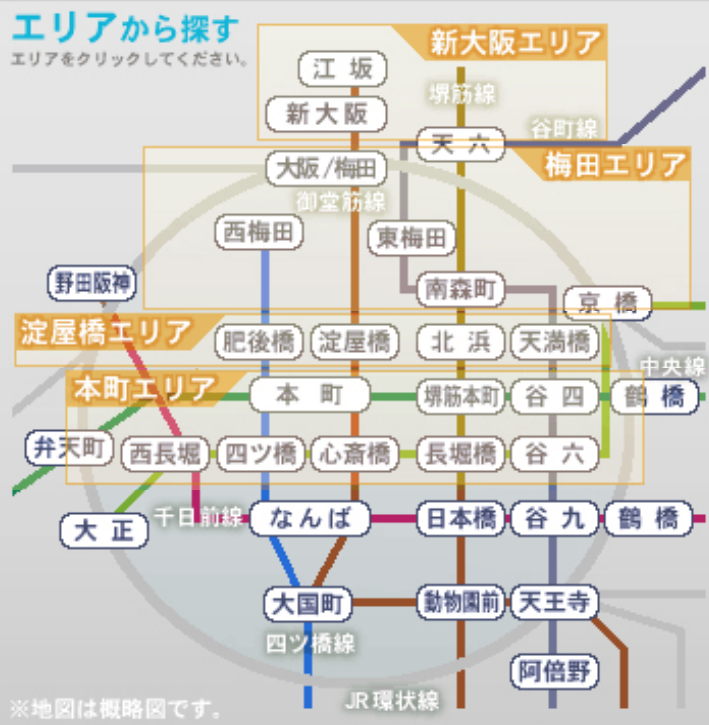 エリアから探す
エリアをクリックしてください。
新大阪エリア
江坂
堺筋線
新大阪
谷町線
天六
大阪/梅田
梅田エリア
御堂筋線
西梅田
東梅田
野田阪神
南森町
京橋
淀屋橋エリア
肥後橋
淀屋橋
北浜
天満橋
中央線
本町エリア
本町
堺筋本町
谷四
鶴橋
弁天町
西長堀
四ツ橋
心斎橋
長堀橋
谷六
大正
千日前線
なんば
日本橋
谷九
鶴橋
大国町
動物園前
天王寺
四ツ橋線
阿倍野
JR環状線
※地図は概略図です。